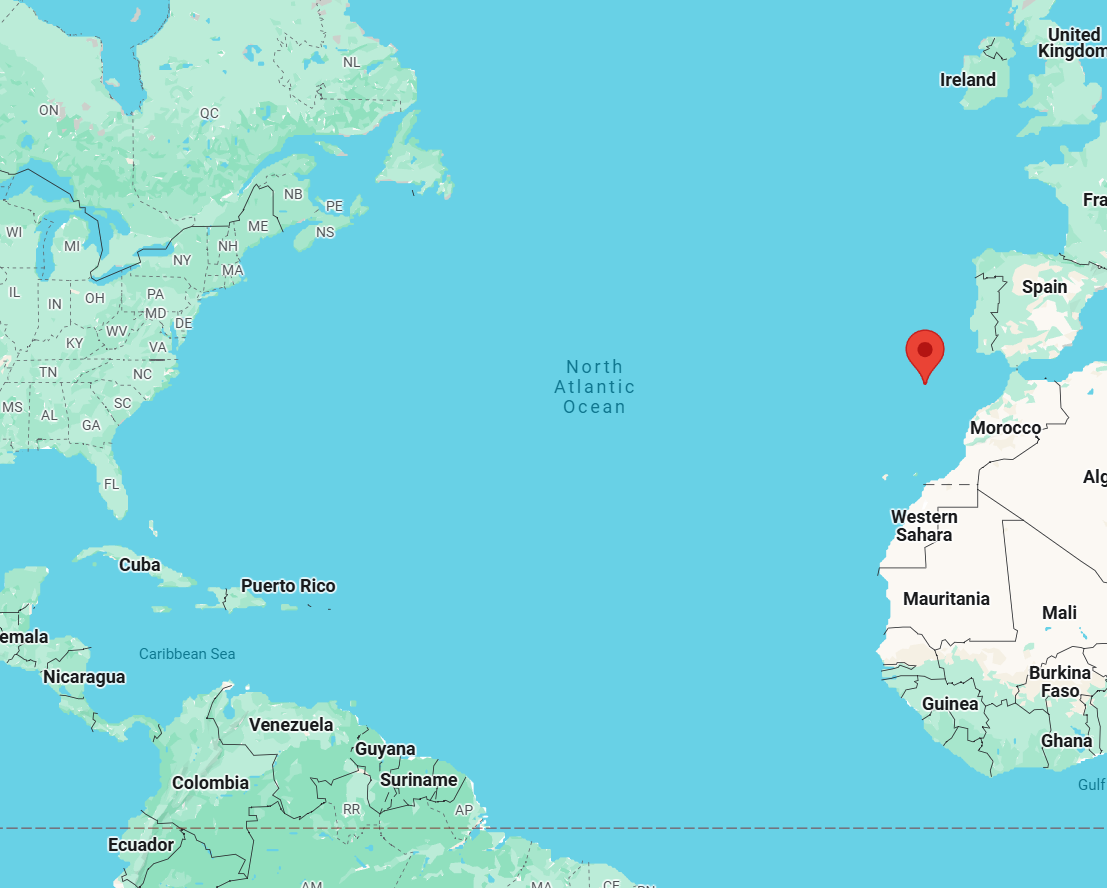 United
Kingdom
NL
Ireland
ON
QC
NB
PE
Fra
ME
NS
WI
MI
NH
NY
MA
Spain
IL
IN
OH
PA
MD
DE
WV
KY
VA
North
Atlantic
Ocean
TN
NC
MS
AL
SC
GA
Morocco
FL
Alg
Western
Sahara
Cuba
Puerto Rico
Mauritania
Mali
emala
Caribbean Sea
Nicaragua
Burkina
Faso
Guinea
Venezuela
Ghana
Guyana
Colombia
Suriname
Gulf
RR
AP
Ecuador
AM
MA
CE
RN